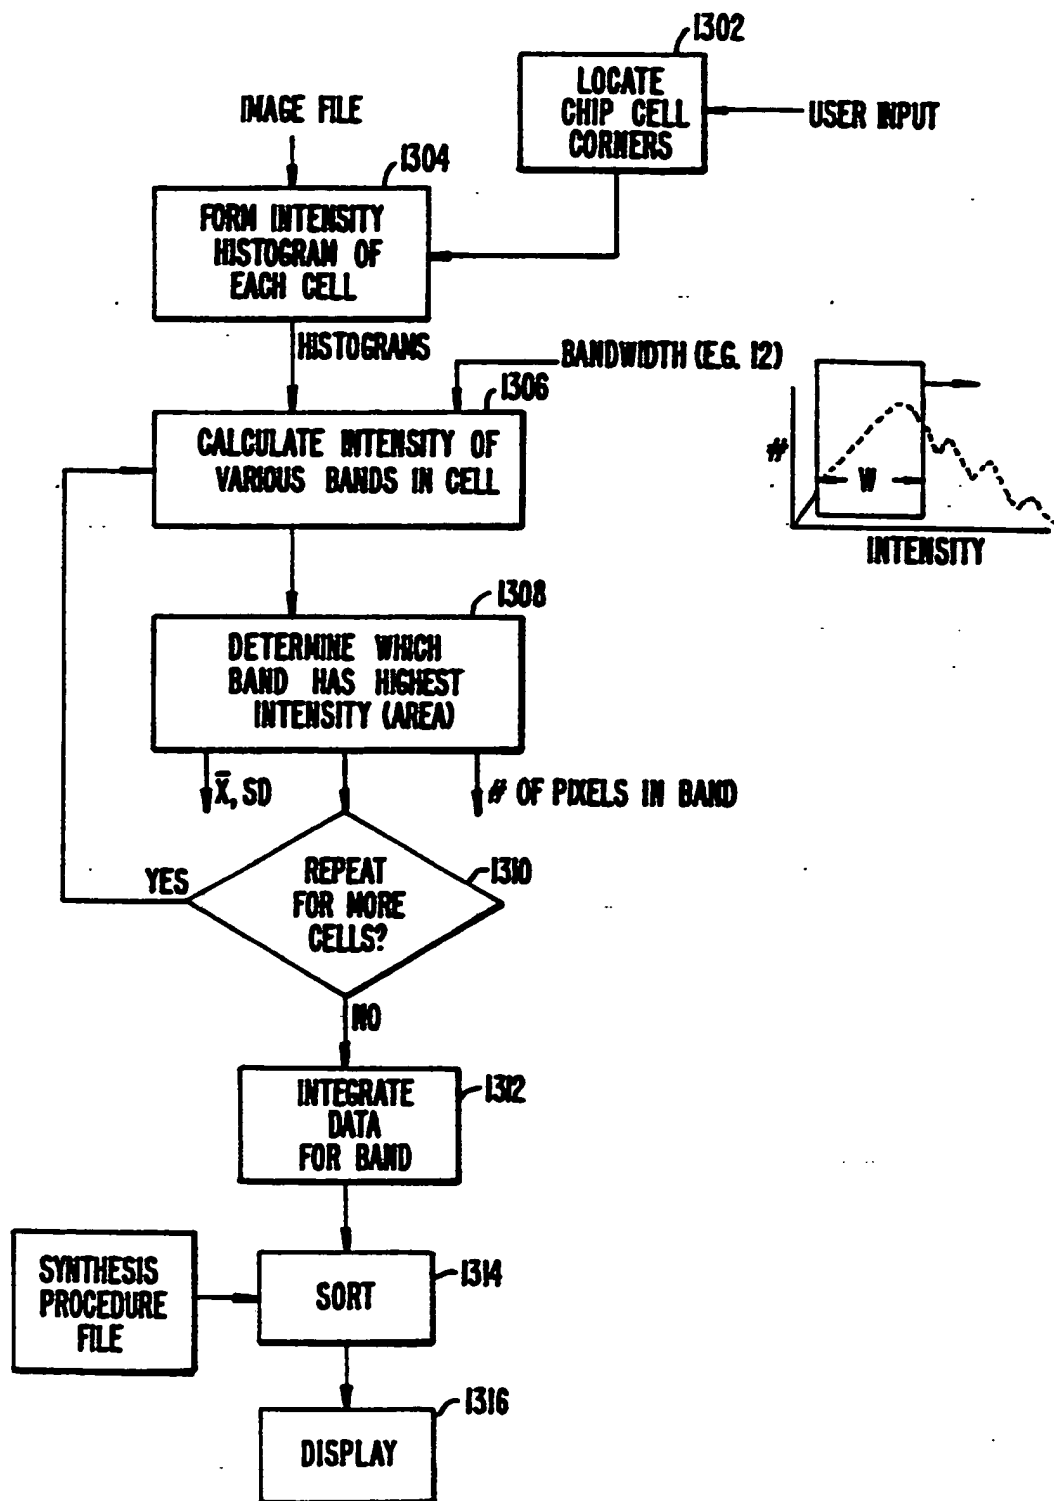 1302
LOCATE
CHIP CELL
CORNERS
USER INPUT
IMAGE FILE
1304
FORM INTENSITY
HISTOGRAM OF
EACH CELL
HISTOGRAMS
BANDWIDTH (E.G. 12)
1306
CALCULATE INTENSITY OF
VARIOUS BANDS IN CELL
#
W
INTENSITY
1308
DETERMINE WHICH
BAND HAS HIGHEST
INTENSITY (AREA)
X̄, SD
# OF PIXELS IN BAND
YES
REPEAT
FOR MORE
CELLS?
1310
NO
INTEGRATE
DATA
FOR BAND
1312
SYNTHESIS
PROCEDURE
FILE
SORT
1314
DISPLAY
1316